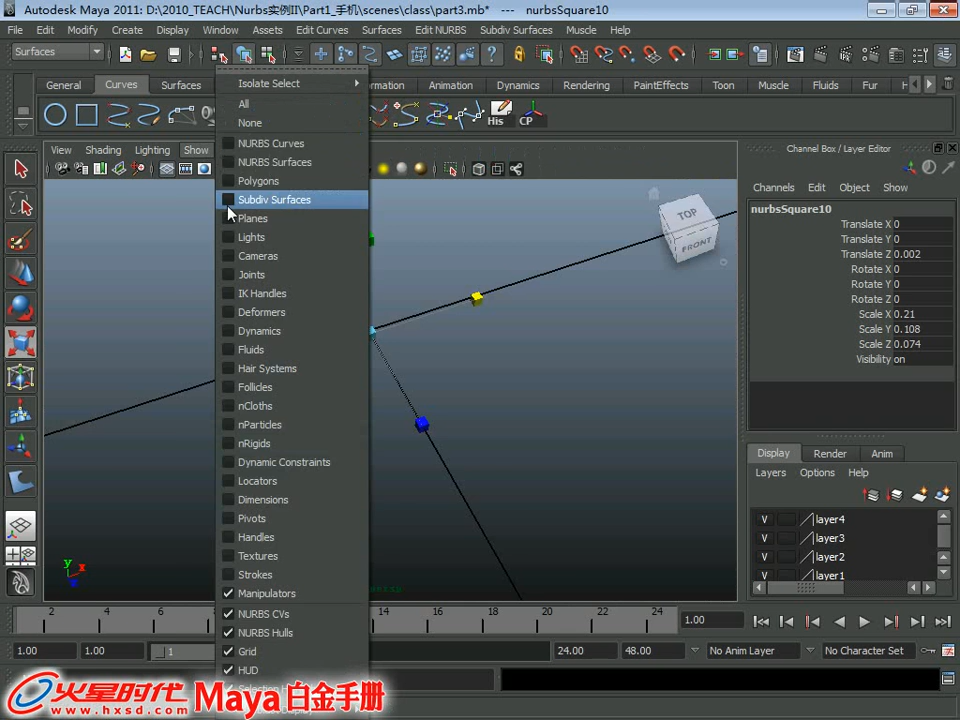 Autodesk Maya 2011: D:\2010_TEACH\Nurbs实例II\Part1_手机\scenes\class\part3.mb* --- nurbsSquare10
File Edit Modify Create Display Window Assets Edit Curves Surfaces Edit NURBS Subdiv Surfaces Muscle Help
Surfaces
General Curves Surfaces Animation Dynamics Rendering PaintEffects Toon Muscle Fluids Fur
His CP
View Shading Lighting Show
Isolate Select
All
None
NURBS Curves
NURBS Surfaces
Polygons
Subdiv Surfaces
Planes
Lights
Cameras
Joints
IK Handles
Deformers
Dynamics
Fluids
Hair Systems
Follicles
nCloths
nParticles
nRigids
Dynamic Constraints
Locators
Dimensions
Pivots
Handles
Textures
Strokes
Manipulators
NURBS CVs
NURBS Hulls
Grid
HUD
TOP
FRONT
y
x
Channel Box / Layer Editor
Channels Edit Object Show
nurbsSquare10
Translate X 0
Translate Y 0
Translate Z 0.002
Rotate X 0
Rotate Y 0
Rotate Z 0
Scale X 0.21
Scale Y 0.108
Scale Z 0.074
Visibility on
Display Render Anim
Layers Options Help
V layer4
V layer3
V layer2
V layer1
2 4 6 14 16 18 20 22 24
1.00
1.00 1.00 1 24.00 48.00 No Anim Layer No Character Set
火星时代 Maya 白金手册
www.hxsd.com